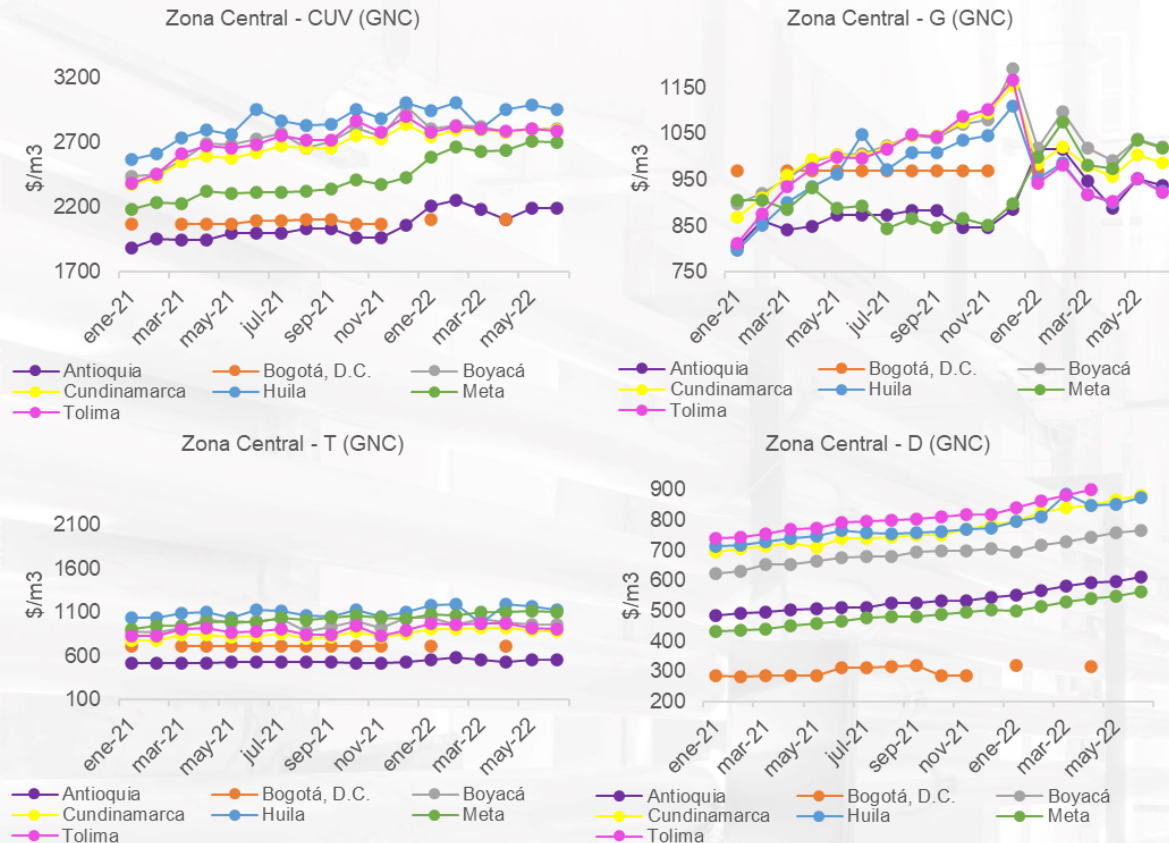 Zona Central - CUV (GNC)
$/m3
3200
2700
2200
1700
ene-21 mar-21 may-21 jul-21 sep-21 nov-21 ene-22 mar-22 may-22
Antioquia Bogotá, D.C. Boyacá
Cundinamarca Huila Meta
Tolima
Zona Central - G (GNC)
$/m3
1150
1050
950
850
750
ene-21 mar-21 may-21 jul-21 sep-21 nov-21 ene-22 mar-22 may-22
Antioquia Bogotá, D.C. Boyacá
Cundinamarca Huila Meta
Tolima
Zona Central - T (GNC)
$/m3
2100
1600
1100
600
100
ene-21 mar-21 may-21 jul-21 sep-21 nov-21 ene-22 mar-22 may-22
Antioquia Bogotá, D.C. Boyacá
Cundinamarca Huila Meta
Tolima
Zona Central - D (GNC)
$/m3
900
800
700
600
500
400
300
200
ene-21 mar-21 may-21 jul-21 sep-21 nov-21 ene-22 mar-22 may-22
Antioquia Bogotá, D.C. Boyacá
Cundinamarca Huila Meta
Tolima